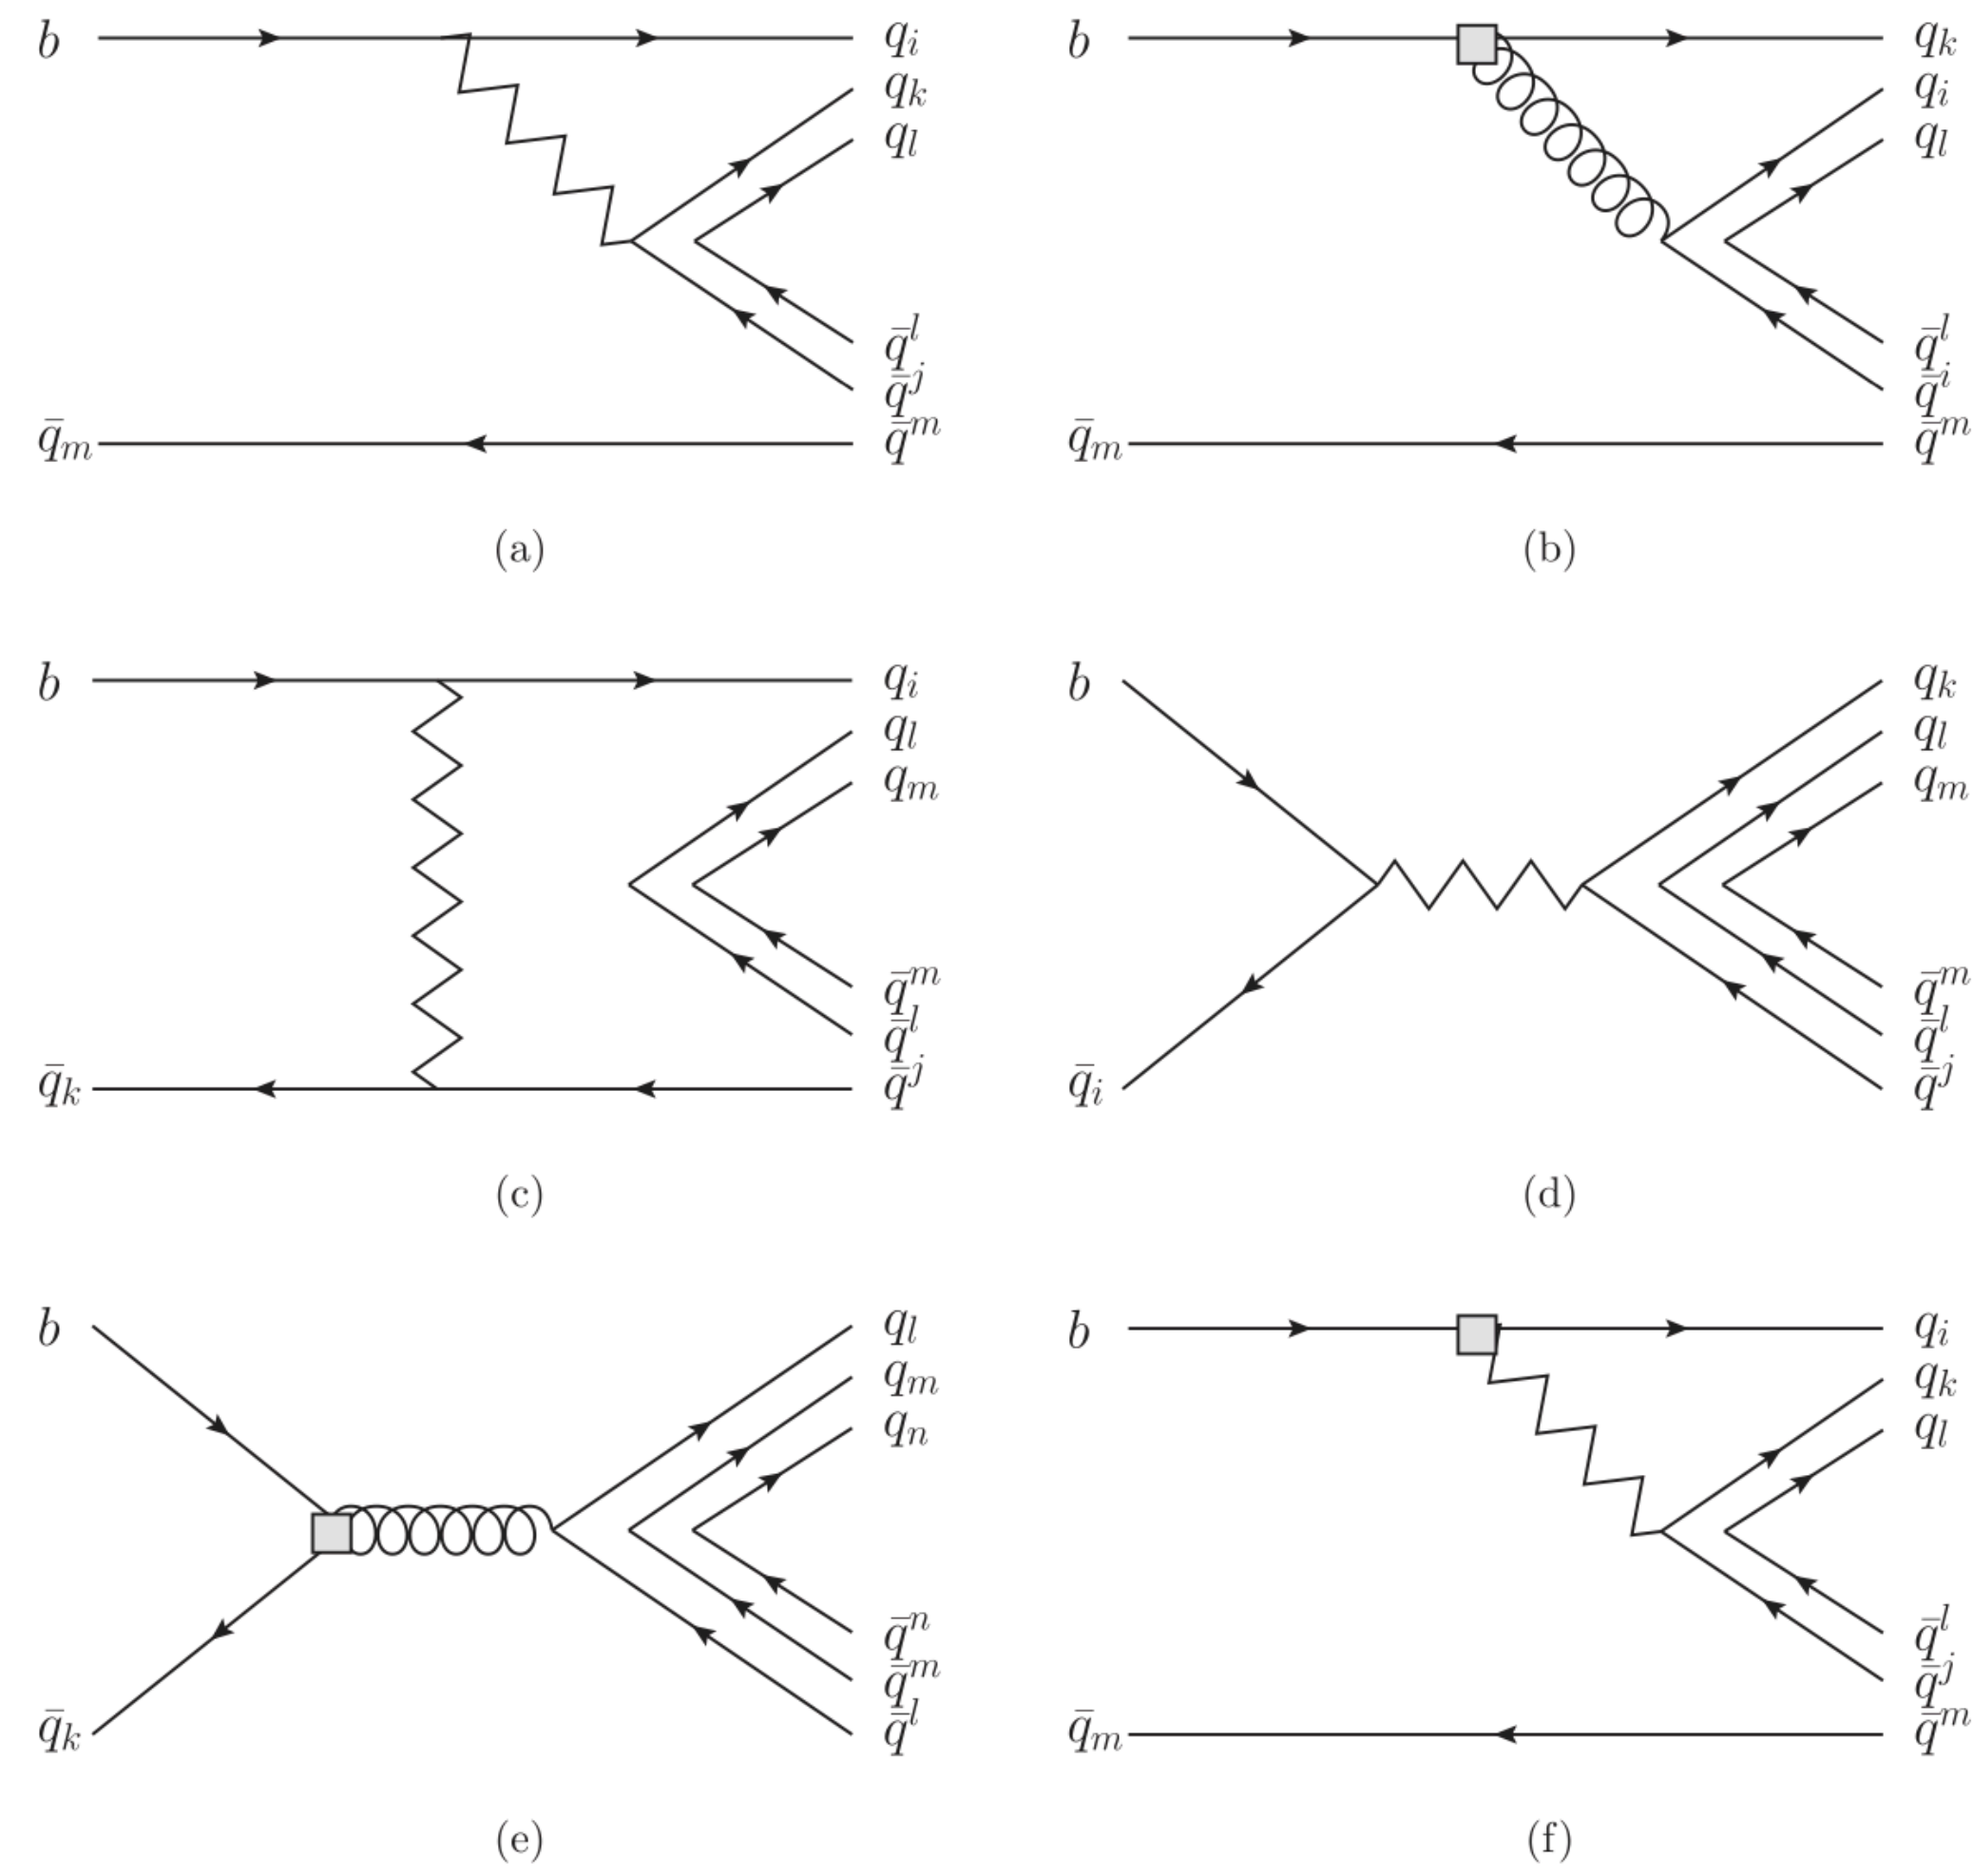 b
q_i
q_k
q_l
q̄^l
q̄^j
q̄_m
q̄^m
(a)
b
q_k
q_i
q_l
q̄^l
q̄^i
q̄_m
q̄^m
(b)
b
q_i
q_l
q_m
q̄^m
q̄^l
q̄_k
q̄^j
(c)
b
q_k
q_l
q_m
q̄^m
q̄^l
q̄_i
q̄^j
(d)
b
q_l
q_m
q_n
q̄^n
q̄^m
q̄_k
q̄^l
(e)
b
q_i
q_k
q_l
q̄^l
q̄^j
q̄_m
q̄^m
(f)